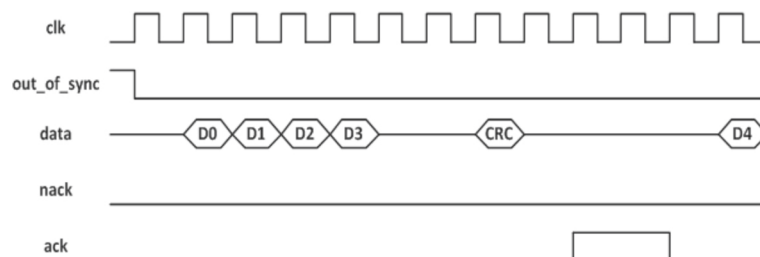 clk
out_of_sync
data D0 D1 D2 D3 CRC D4
nack
ack